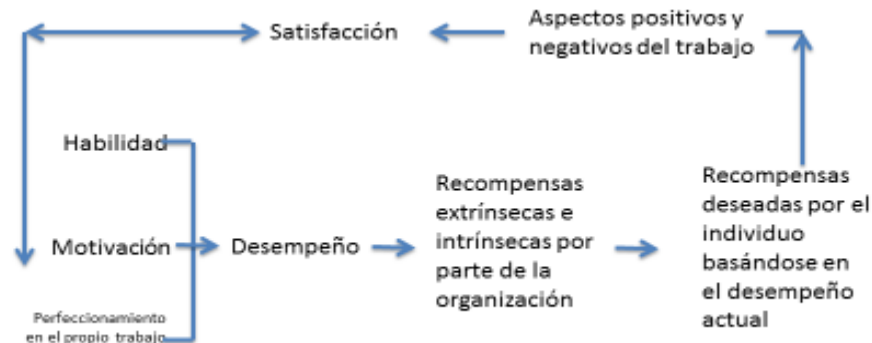 Satisfacción
Aspectos positivos y
negativos del trabajo
Habilidad
Motivación
Perfeccionamiento
en el propio trabajo
Desempeño
Recompensas
extrínsecas e
intrínsecas por
parte de la
organización
Recompensas
deseadas por el
individuo
basándose en
el desempeño
actual